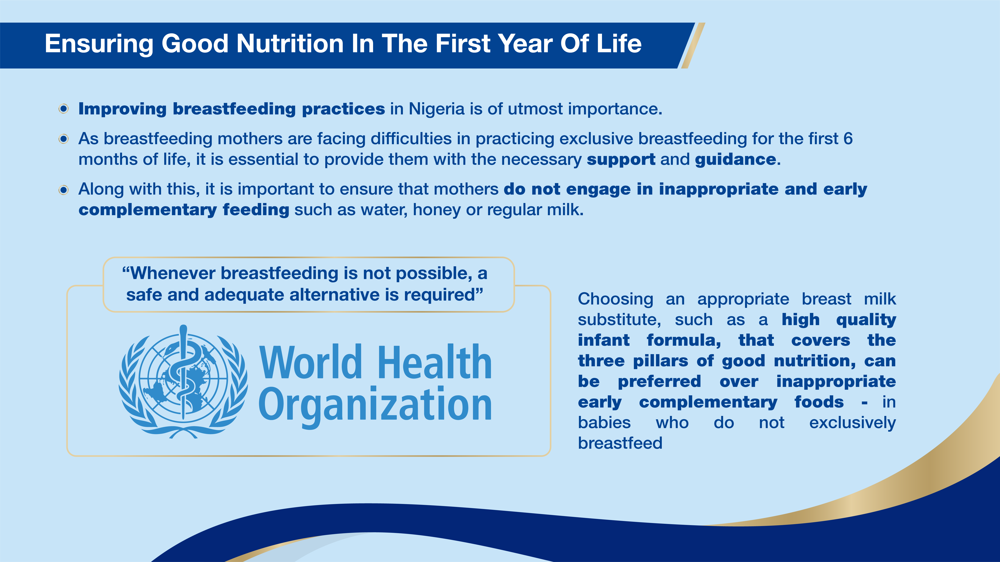 Ensuring Good Nutrition In The First Year Of Life
Improving breastfeeding practices in Nigeria is of utmost importance.
As breastfeeding mothers are facing difficulties in practicing exclusive breastfeeding for the first 6
months of life, it is essential to provide them with the necessary support and guidance.
Along with this, it is important to ensure that mothers do not engage in inappropriate and early
complementary feeding such as water, honey or regular milk.
“Whenever breastfeeding is not possible, a
safe and adequate alternative is required”
World Health
Organization
Choosing an appropriate breast milk
substitute, such as a high quality
infant formula, that covers the
three pillars of good nutrition, can
be preferred over inappropriate
early complementary foods - in
babies who do not exclusively
breastfeed